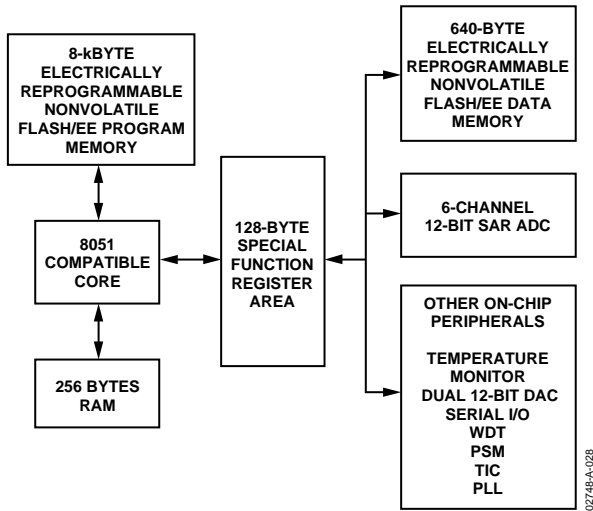 8-kBYTE
ELECTRICALLY
REPROGRAMMABLE
NONVOLATILE
FLASH/EE PROGRAM
MEMORY
8051
COMPATIBLE
CORE
256 BYTES
RAM
128-BYTE
SPECIAL
FUNCTION
REGISTER
AREA
640-BYTE
ELECTRICALLY
REPROGRAMMABLE
NONVOLATILE
FLASH/EE DATA
MEMORY
6-CHANNEL
12-BIT SAR ADC
OTHER ON-CHIP
PERIPHERALS
TEMPERATURE
MONITOR
DUAL 12-BIT DAC
SERIAL I/O
WDT
PSM
TIC
PLL
02748-A-028